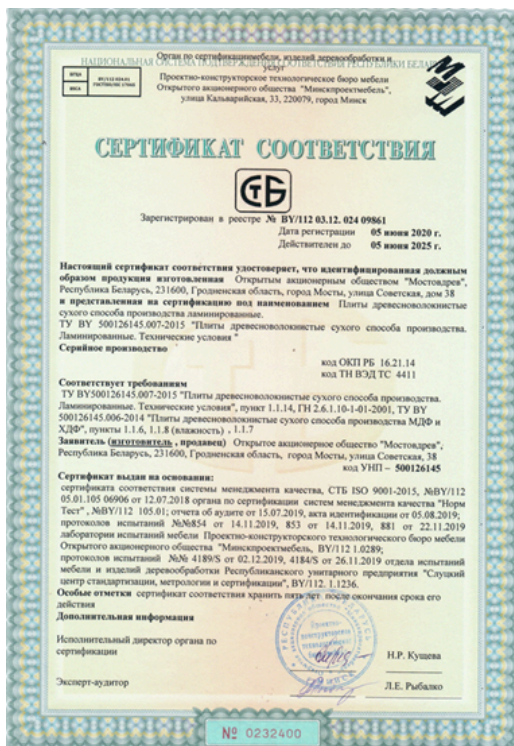 НАЦИОНАЛЬНАЯ СИСТЕМА ПОДТВЕРЖДЕНИЯ СООТВЕТСТВИЯ РЕСПУБЛИКИ БЕЛАРУСЬ
Орган по сертификациимебели, изделий деревообработки и
услуг
Проектно-конструкторское технологическое бюро мебели
Открытого акционерного общества "Минскпроектмебель",
улица Кальварийская, 33, 220079, город Минск
СЕРТИФИКАТ СООТВЕТСТВИЯ
СТБ
Зарегистрирован в реестре № BY/112 03.12. 024 09861
Дата регистрации 05 июня 2020 г.
Действителен до 05 июня 2025 г.
Настоящий сертификат соответствия удостоверяет, что идентифицированная должным
образом продукция изготовленная Открытым акционерным обществом "Мостовдрев",
Республика Беларусь, 231600, Гродненская область, город Мосты, улица Советская, дом 38
и представленная на сертификацию под наименованием Плиты древесноволокнистые
сухого способа производства ламинированные.
ТУ BY 500126145.007-2015 "Плиты древесноволокнистые сухого способа производства.
Ламинированные. Технические условия "
Серийное производство
код ОКП РБ 16.21.14
код ТН ВЭД ТС 4411
Соответствует требованиям
ТУ BY500126145.007-2015 "Плиты древесноволокнистые сухого способа производства.
Ламинированные. Технические условия", пункт 1.1.14, ГН 2.6.1.10-1-01-2001, ТУ BY
500126145.006-2014 "Плиты древесноволокнистые сухого способа производства МДФ и
ХДФ", пункты 1.1.6, 1.1.8 (влажность) , 1.1.7
Заявитель (изготовитель , продавец) Открытое акционерное общество "Мостовдрев",
Республика Беларусь, 231600, Гродненская область, город Мосты, улица Советская, 38
код УНП – 500126145
Сертификат выдан на основании:
сертификата соответствия системы менеджмента качества, СТБ ISO 9001-2015, №BY/112
05.01.105 06906 от 12.07.2018 органа по сертификации систем менеджмента качества "Норм
Тест" , №BY/112 105.01; отчета об аудите от 15.07.2019, акта идентификации от 05.08.2019;
протоколов испытаний №№854 от 14.11.2019, 853 от 14.11.2019, 881 от 22.11.2019
лаборатории испытаний мебели Проектно-конструкторского технологического бюро мебели
Открытого акционерного общества "Минскпроектмебель, BY/112 1.0289;
протоколов испытаний №№ 4189/S от 02.12.2019, 4184/S от 26.11.2019 отдела испытаний
мебели и изделий деревообработки Республиканского унитарного предприятия "Слуцкий
центр стандартизации, метрологии и сертификации", BY/112. 1.1236.
Особые отметки сертификат соответствия хранить пять лет после окончания срока его
действия
Дополнительная информация
Исполнительный директор органа по
сертификации
Н.Р. Кущева
Эксперт-аудитор
Л.Е. Рыбалко
№ 0232400